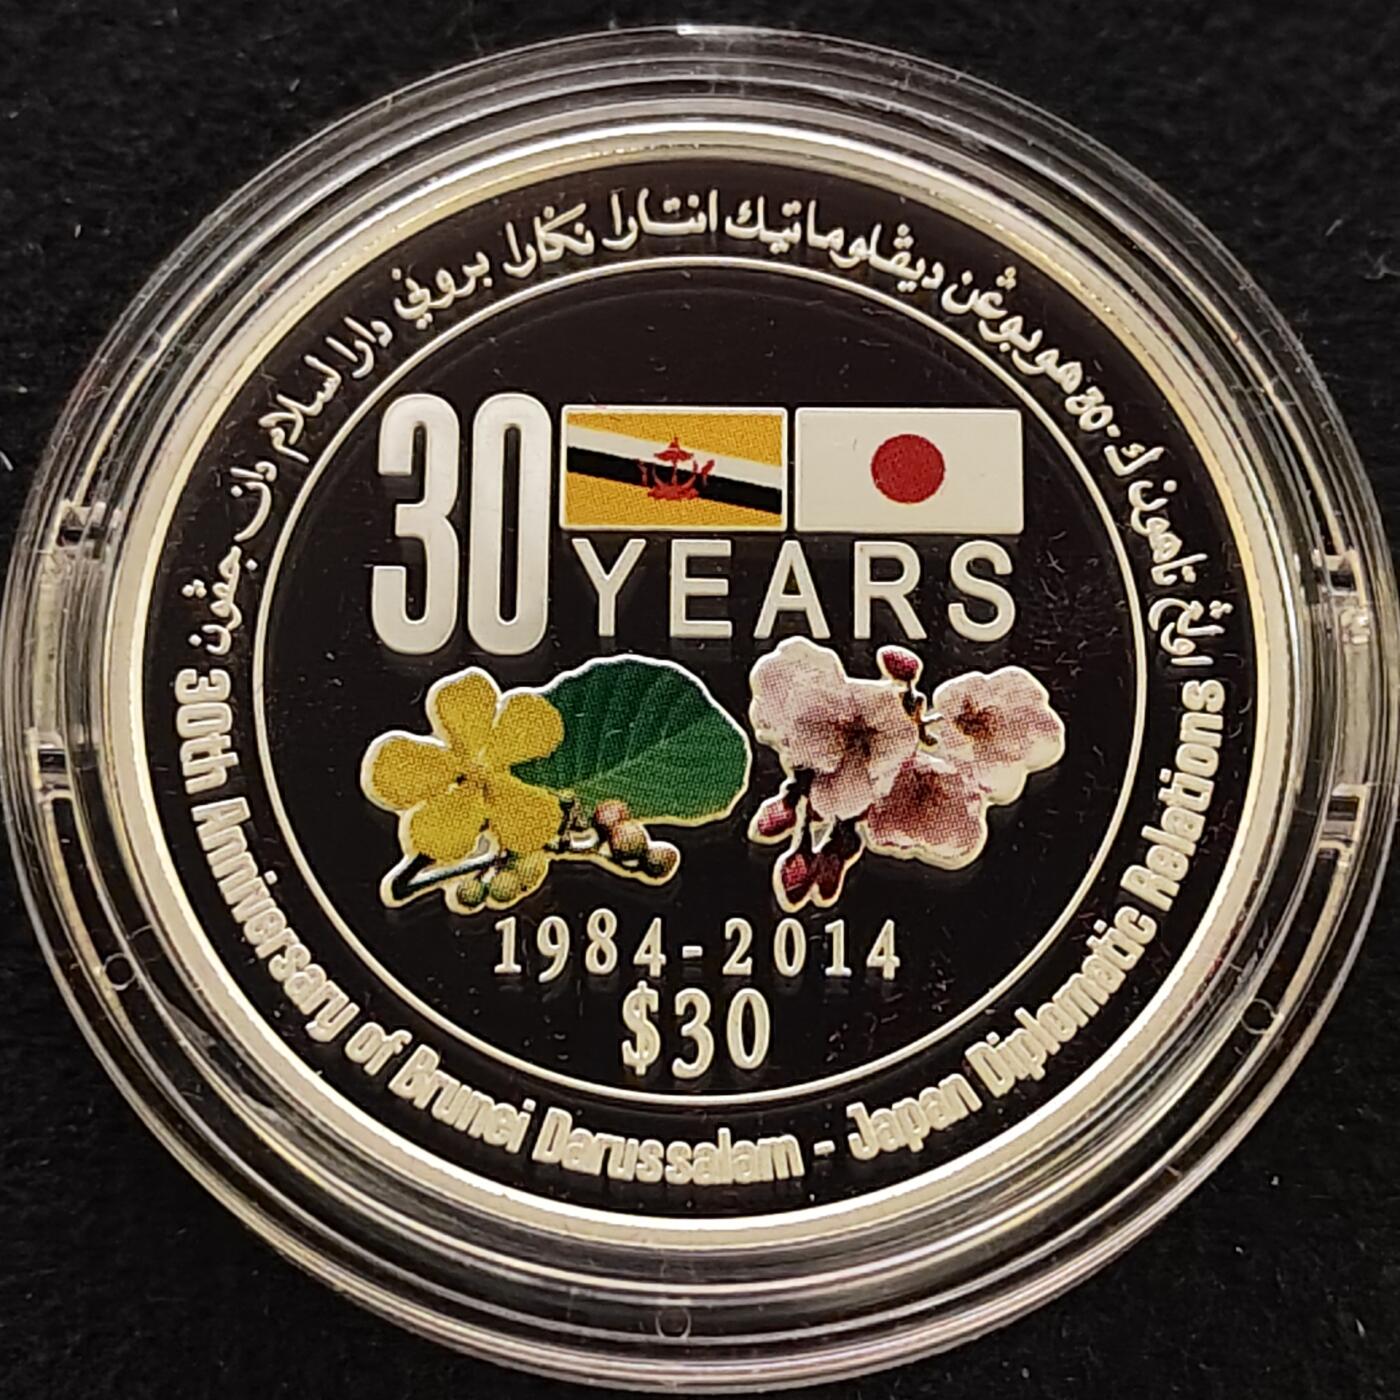 اولڠ تاهون ك-30 هوبوڠن ديڤلوماتيك انتارا نݢارا بروني دارالسلام دان جڤون
30
YEARS
1984-2014
$30
30th Anniversary of Brunei Darussalam - Japan Diplomatic Relations